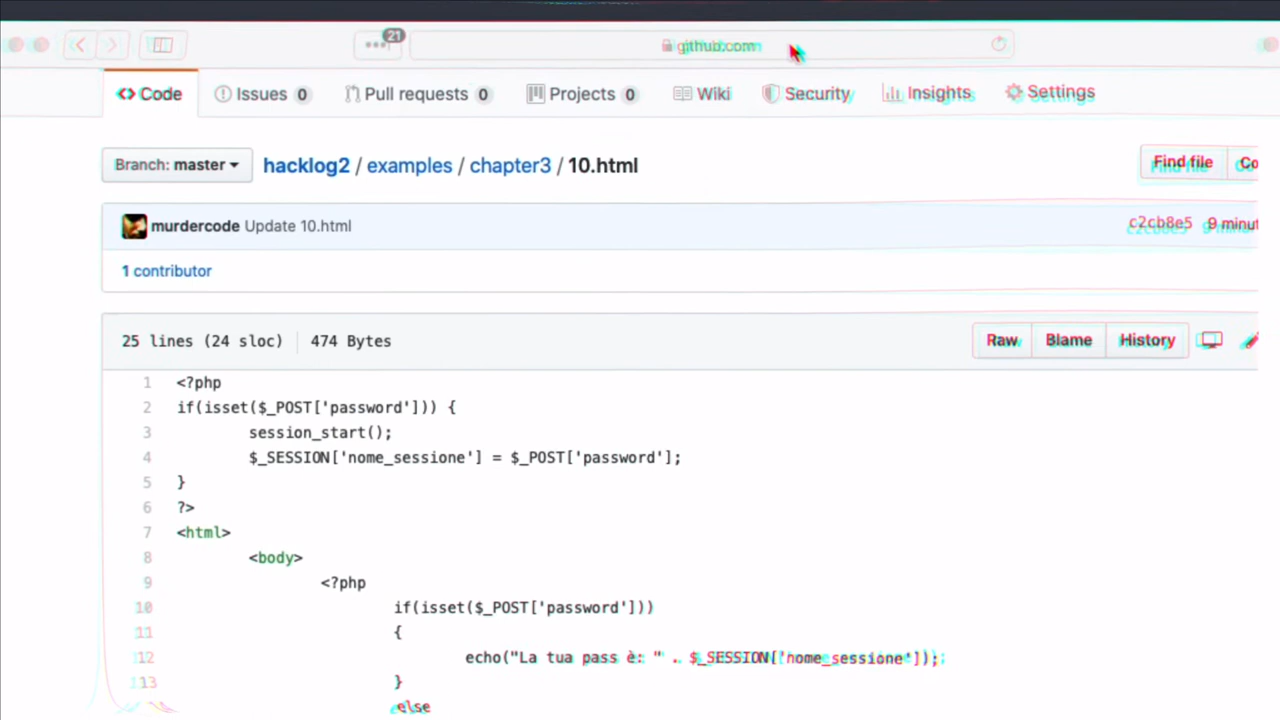 21
github.com
Code Issues 0 Pull requests 0 Projects 0 Wiki Security Insights Settings
Branch: master hacklog2 / examples / chapter3 / 10.html Find file Co
murdercode Update 10.html c2cb8e5 9 minut
1 contributor
25 lines (24 sloc) 474 Bytes Raw Blame History
1 <?php
2 if(isset($_POST['password'])) {
3 session_start();
4 $_SESSION['nome_sessione'] = $_POST['password'];
5 }
6 ?>
7 <html>
8 <body>
9 <?php
10 if(isset($_POST['password']))
11 {
12 echo("La tua pass è: " . $_SESSION['nome_sessione']);
13 }
else